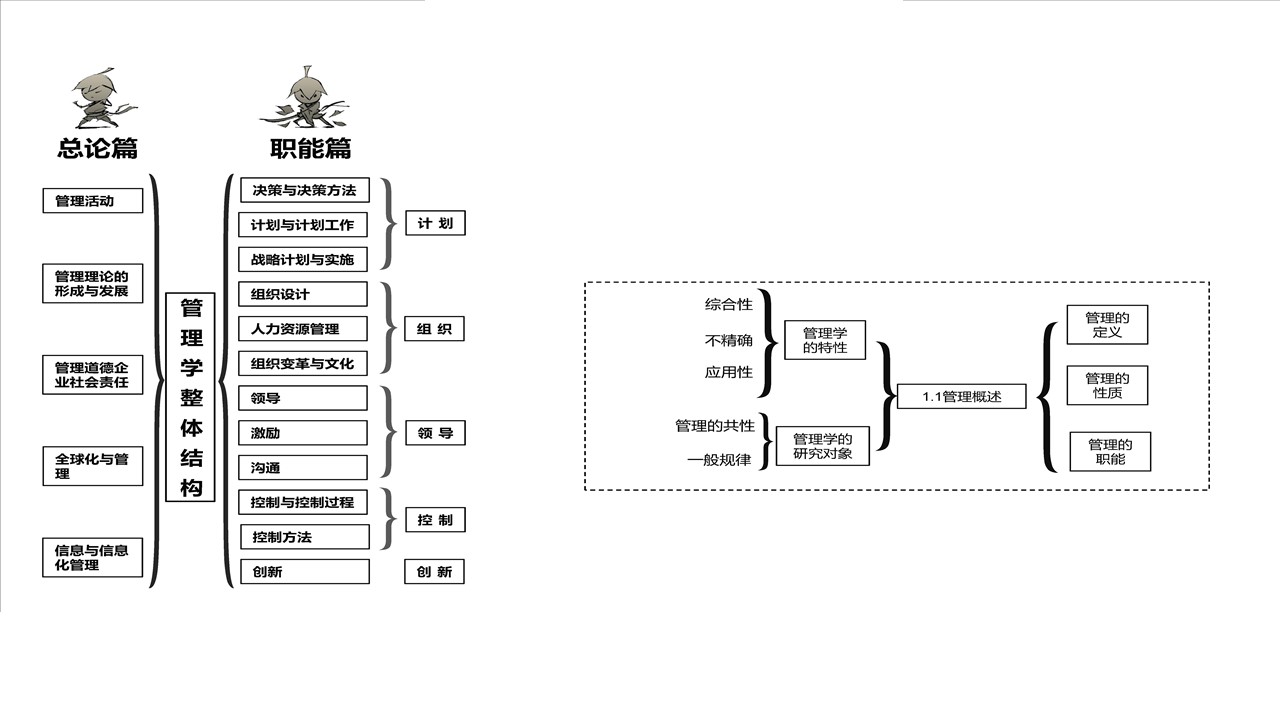 总论篇
管理活动
管理理论的
形成与发展
管理道德企
业社会责任
全球化与管
理
信息与信息
化管理
管
理
学
整
体
结
构
职能篇
决策与决策方法
计划与计划工作
战略计划与实施
组织设计
人力资源管理
组织变革与文化
领导
激励
沟通
控制与控制过程
控制方法
创新
计 划
组 织
领 导
控 制
创 新
综合性
不精确
应用性
管理学
的特性
管理的共性
一般规律
管理学的
研究对象
1.1管理概述
管理的
定义
管理的
性质
管理的
职能